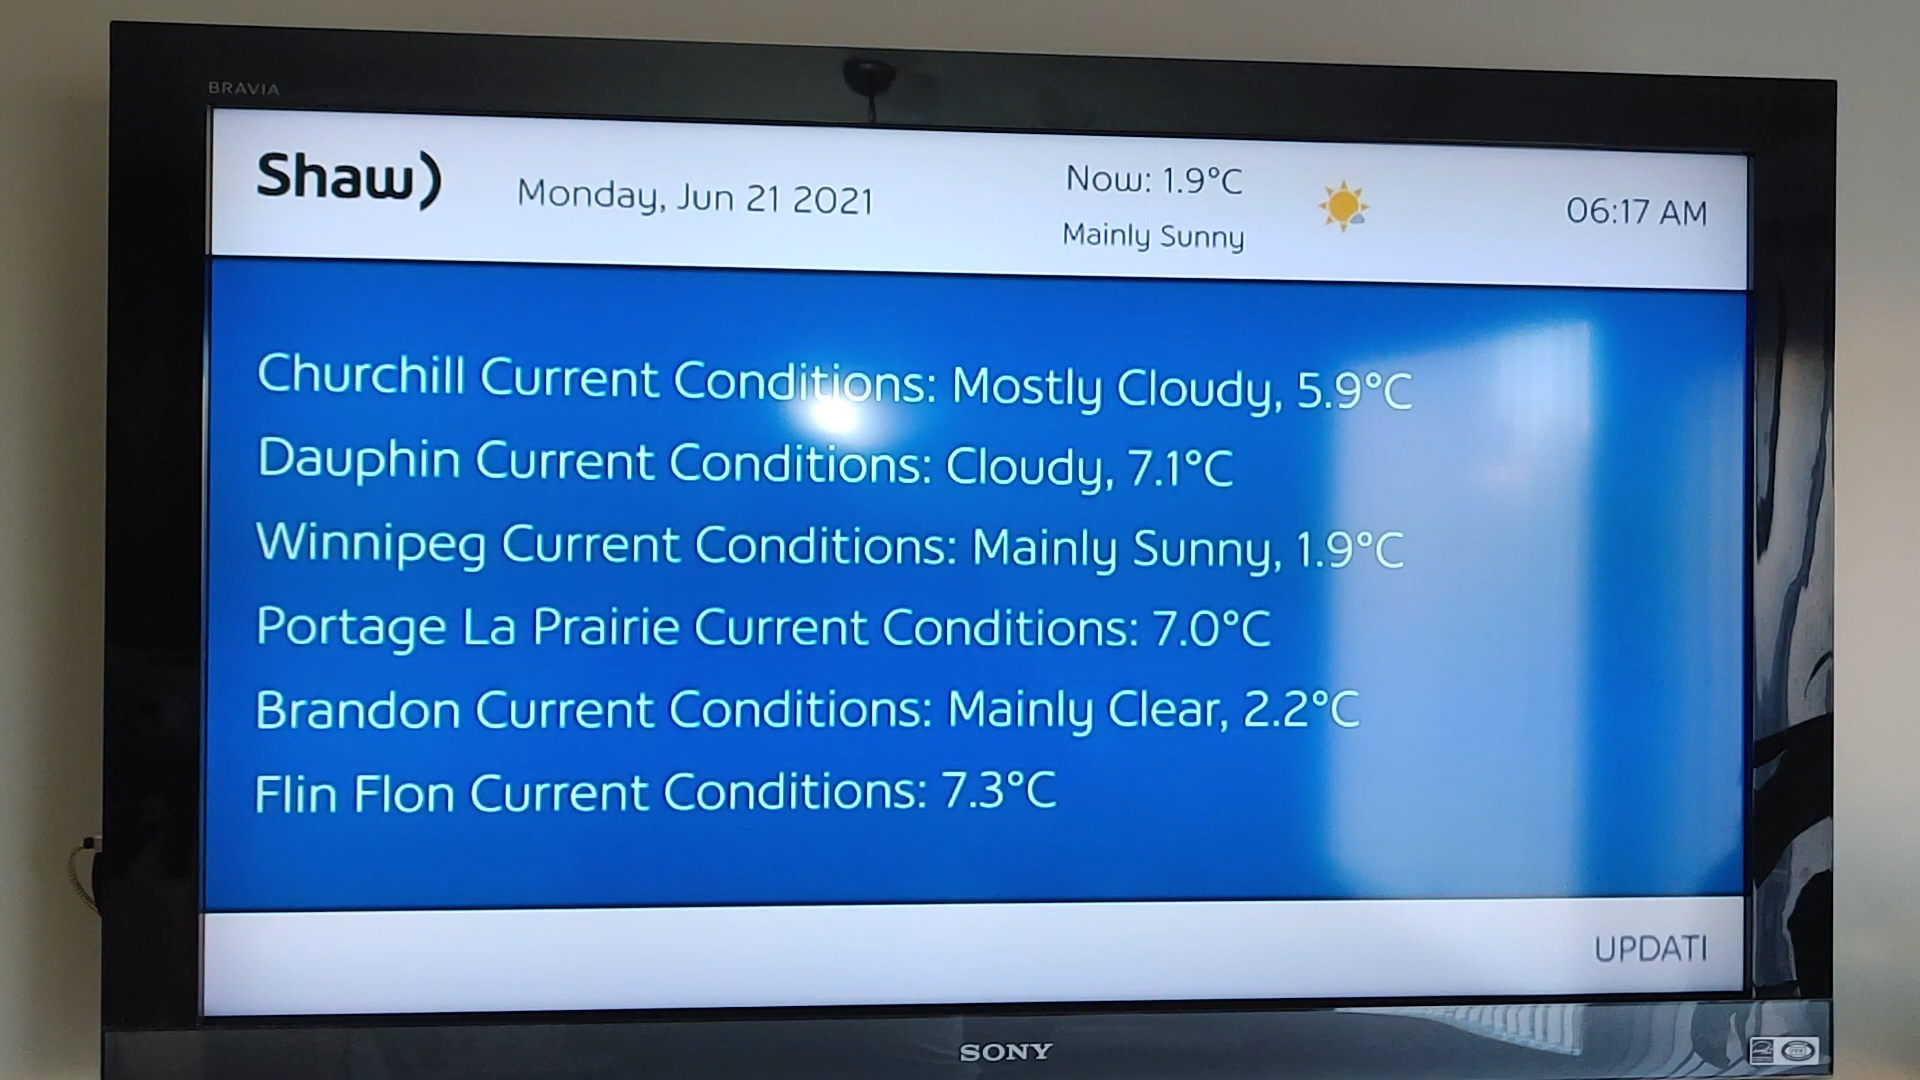 BRAVIA
Shaw)
Monday, Jun 21 2021
Now: 1.9°C
Mainly Sunny
06:17 AM
Churchill Current Conditions: Mostly Cloudy, 5.9°C
Dauphin Current Conditions: Cloudy, 7.1°C
Winnipeg Current Conditions: Mainly Sunny, 1.9°C
Portage La Prairie Current Conditions: 7.0°C
Brandon Current Conditions: Mainly Clear, 2.2°C
Flin Flon Current Conditions: 7.3°C
UPDATI
SONY